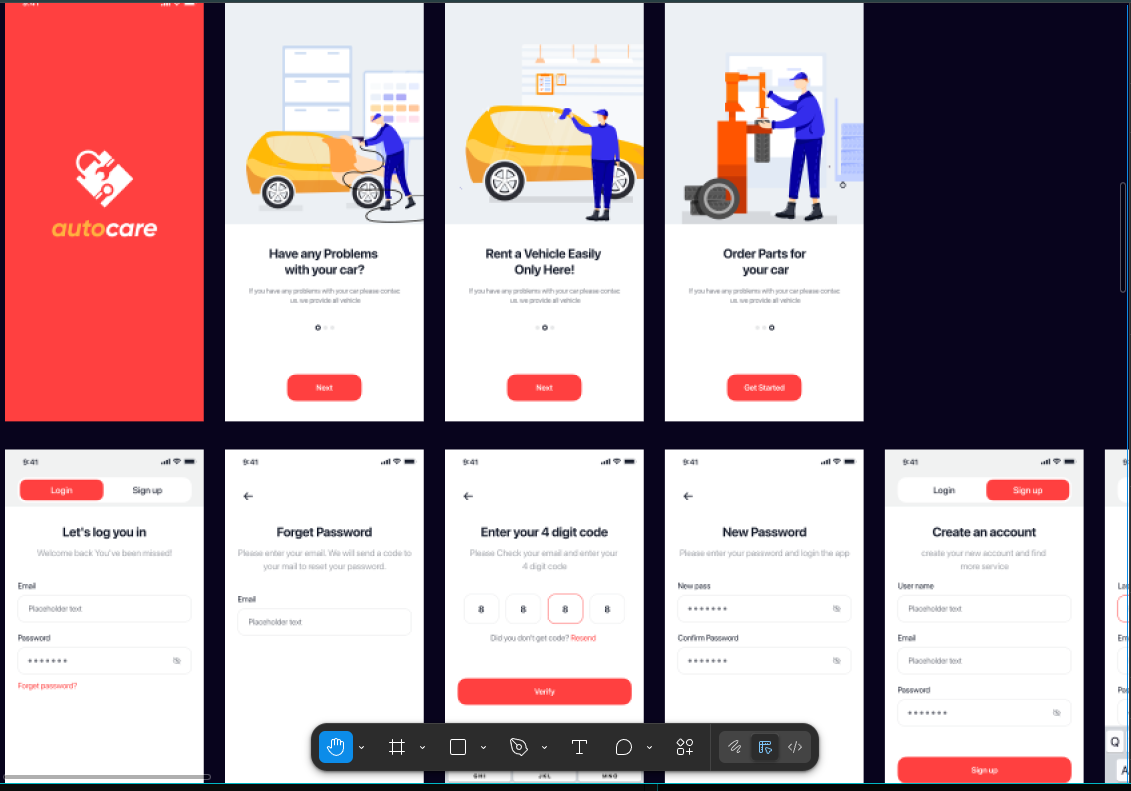 autocare
Have any Problems
with your car?
If you have any problems with your car please contac
us. we provide all vehicle
Next
Rent a Vehicle Easily
Only Here!
If you have any problems with your car please contac
us. we provide all vehicle
Next
Order Parts for
your car
If you have any problems with your car please contac
us. we provide all vehicle
Get Started
9:41
Login
Sign up
Let's log you in
Welcome back You've been missed!
Email
Placeholder text
Password
Forget password?
9:41
Forget Password
Please enter your email. We will send a code to
your mail to reset your password.
Email
Placeholder text
9:41
Enter your 4 digit code
Please Check your email and enter your
4 digit code
8 8 8 8
Did you don't get code? Resend
Verify
GHI JKL MNO
9:41
New Password
Please enter your password and login the app
New pass
Confirm Password
9:41
Login
Sign up
Create an account
create your new account and find
more service
User name
Placeholder text
Email
Placeholder text
Password
Sign up
Q
A